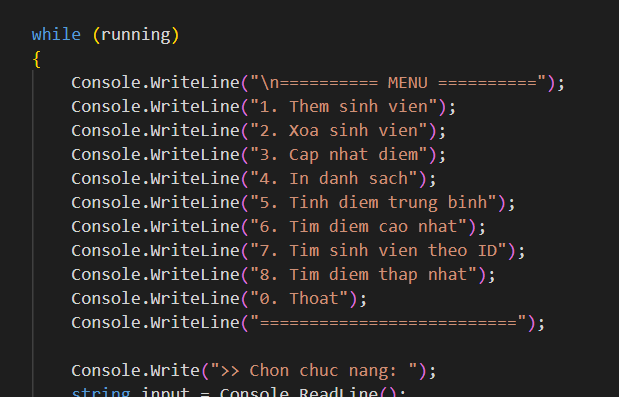 while (running)
{
Console.WriteLine("\n========== MENU ==========");
Console.WriteLine("1. Them sinh vien");
Console.WriteLine("2. Xoa sinh vien");
Console.WriteLine("3. Cap nhat diem");
Console.WriteLine("4. In danh sach");
Console.WriteLine("5. Tinh diem trung binh");
Console.WriteLine("6. Tim diem cao nhat");
Console.WriteLine("7. Tim sinh vien theo ID");
Console.WriteLine("8. Tim diem thap nhat");
Console.WriteLine("0. Thoat");
Console.WriteLine("==========================");
Console.Write(">> Chon chuc nang: ");
string input = Console.ReadLine();